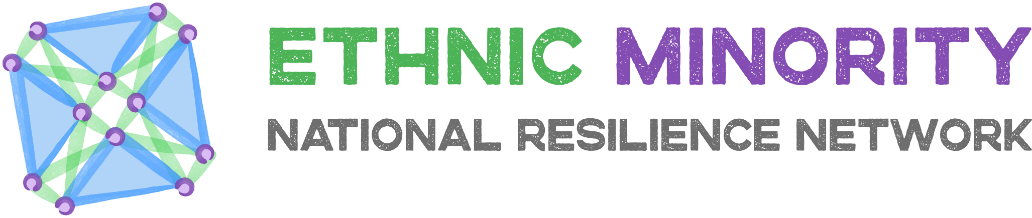 ETHNIC MINORITY
NATIONAL RESILIENCE NETWORK